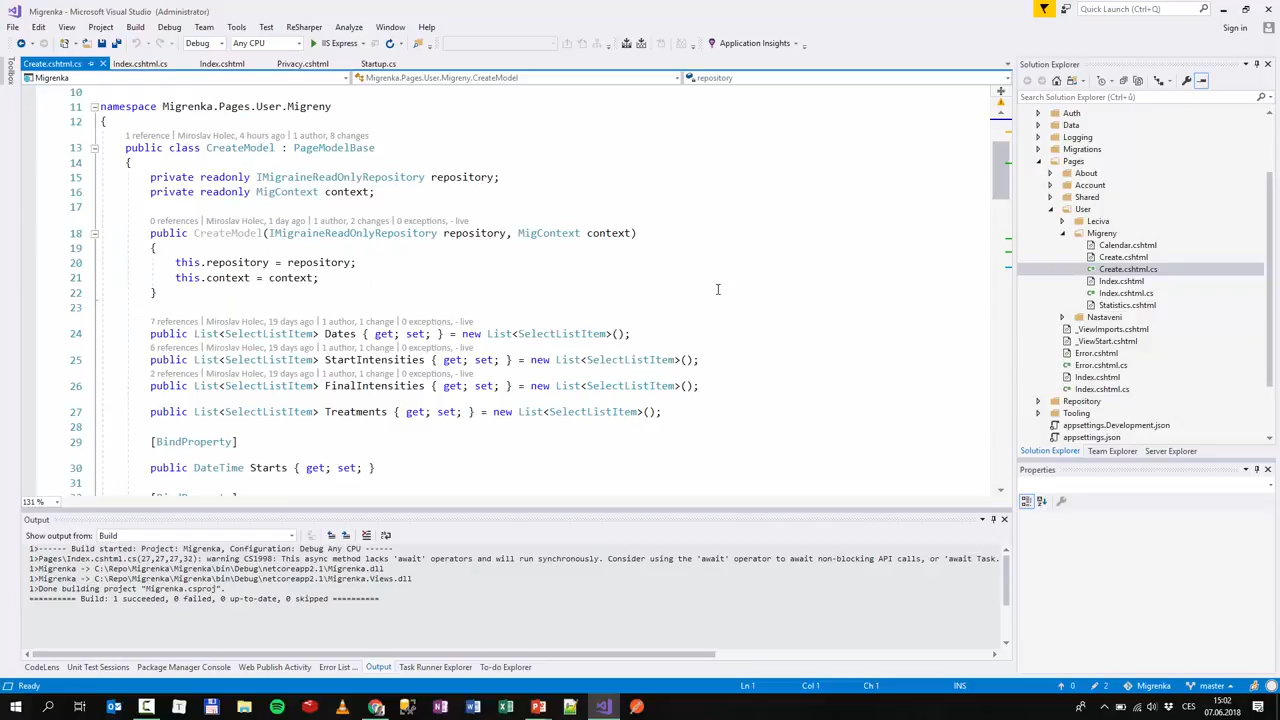 Migrenka - Microsoft Visual Studio (Administrator)
Quick Launch (Ctrl+Q)
File Edit View Project Build Debug Team Tools Test ReSharper Analyze Window Help
Sign in
Debug Any CPU IIS Express Application Insights
Toolbox
Create.cshtml.cs Index.cshtml.cs Index.cshtml Privacy.cshtml Startup.cs
Migrenka Migrenka.Pages.User.Migreny.CreateModel repository
10
11 namespace Migrenka.Pages.User.Migreny
12 {
1 reference | Miroslav Holec, 4 hours ago | 1 author, 8 changes
13 public class CreateModel : PageModelBase
14 {
15 private readonly IMigraineReadOnlyRepository repository;
16 private readonly MigContext context;
17
0 references | Miroslav Holec, 1 day ago | 1 author, 2 changes | 0 exceptions, - live
18 public CreateModel(IMigraineReadOnlyRepository repository, MigContext context)
19 {
20 this.repository = repository;
21 this.context = context;
22 }
23
7 references | Miroslav Holec, 19 days ago | 1 author, 1 change | 0 exceptions, - live
24 public List<SelectListItem> Dates { get; set; } = new List<SelectListItem>();
6 references | Miroslav Holec, 19 days ago | 1 author, 1 change | 0 exceptions, - live
25 public List<SelectListItem> StartIntensities { get; set; } = new List<SelectListItem>();
2 references | Miroslav Holec, 19 days ago | 1 author, 1 change | 0 exceptions, - live
26 public List<SelectListItem> FinalIntensities { get; set; } = new List<SelectListItem>();
27 public List<SelectListItem> Treatments { get; set; } = new List<SelectListItem>();
28
29 [BindProperty]
30 public DateTime Starts { get; set; }
31
131 %
Solution Explorer
Search Solution Explorer (Ctrl+ů)
Auth
Data
Logging
Migrations
Pages
About
Account
Shared
User
Leciva
Migreny
Calendar.cshtml
Create.cshtml
Create.cshtml.cs
Index.cshtml
Index.cshtml.cs
Statistics.cshtml
Nastaveni
_ViewImports.cshtml
_ViewStart.cshtml
Error.cshtml
Error.cshtml.cs
Index.cshtml
Index.cshtml.cs
Repository
Tooling
appsettings.Development.json
appsettings.json
Solution Explorer Team Explorer Server Explorer
Properties
Output
Show output from: Build
1>------ Build started: Project: Migrenka, Configuration: Debug Any CPU ------
1>Pages\Index.cshtml.cs(27,27,27,32): warning CS1998: This async method lacks 'await' operators and will run synchronously. Consider using the 'await' operator to await non-blocking API calls, or 'await Task.
1>Migrenka -> C:\Repo\Migrenka\Migrenka\bin\Debug\netcoreapp2.1\Migrenka.dll
1>Migrenka -> C:\Repo\Migrenka\Migrenka\bin\Debug\netcoreapp2.1\Migrenka.Views.dll
1>Done building project "Migrenka.csproj".
========== Build: 1 succeeded, 0 failed, 0 up-to-date, 0 skipped ==========
CodeLens Unit Test Sessions Package Manager Console Web Publish Activity Error List ... Output Task Runner Explorer To-do Explorer
Ready Ln 1 Col 1 Ch 1 INS 0 2 Migrenka master
CES
15:02
07.06.2018